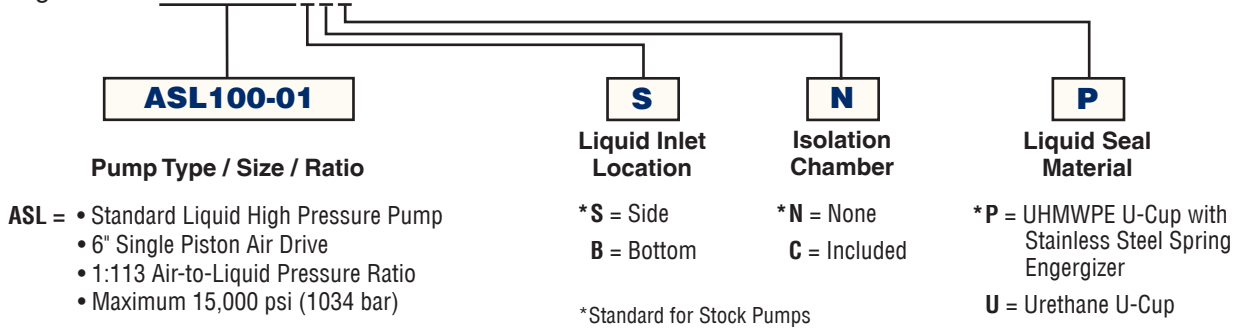 ASL100-01
S
N
P
Pump Type / Size / Ratio
Liquid Inlet
Location
Isolation
Chamber
Liquid Seal
Material
ASL = • Standard Liquid High Pressure Pump
• 6" Single Piston Air Drive
• 1:113 Air-to-Liquid Pressure Ratio
• Maximum 15,000 psi (1034 bar)
*S = Side
B = Bottom
*N = None
C = Included
*P = UHMWPE U-Cup with
Stainless Steel Spring
Engergizer
U = Urethane U-Cup
*Standard for Stock Pumps